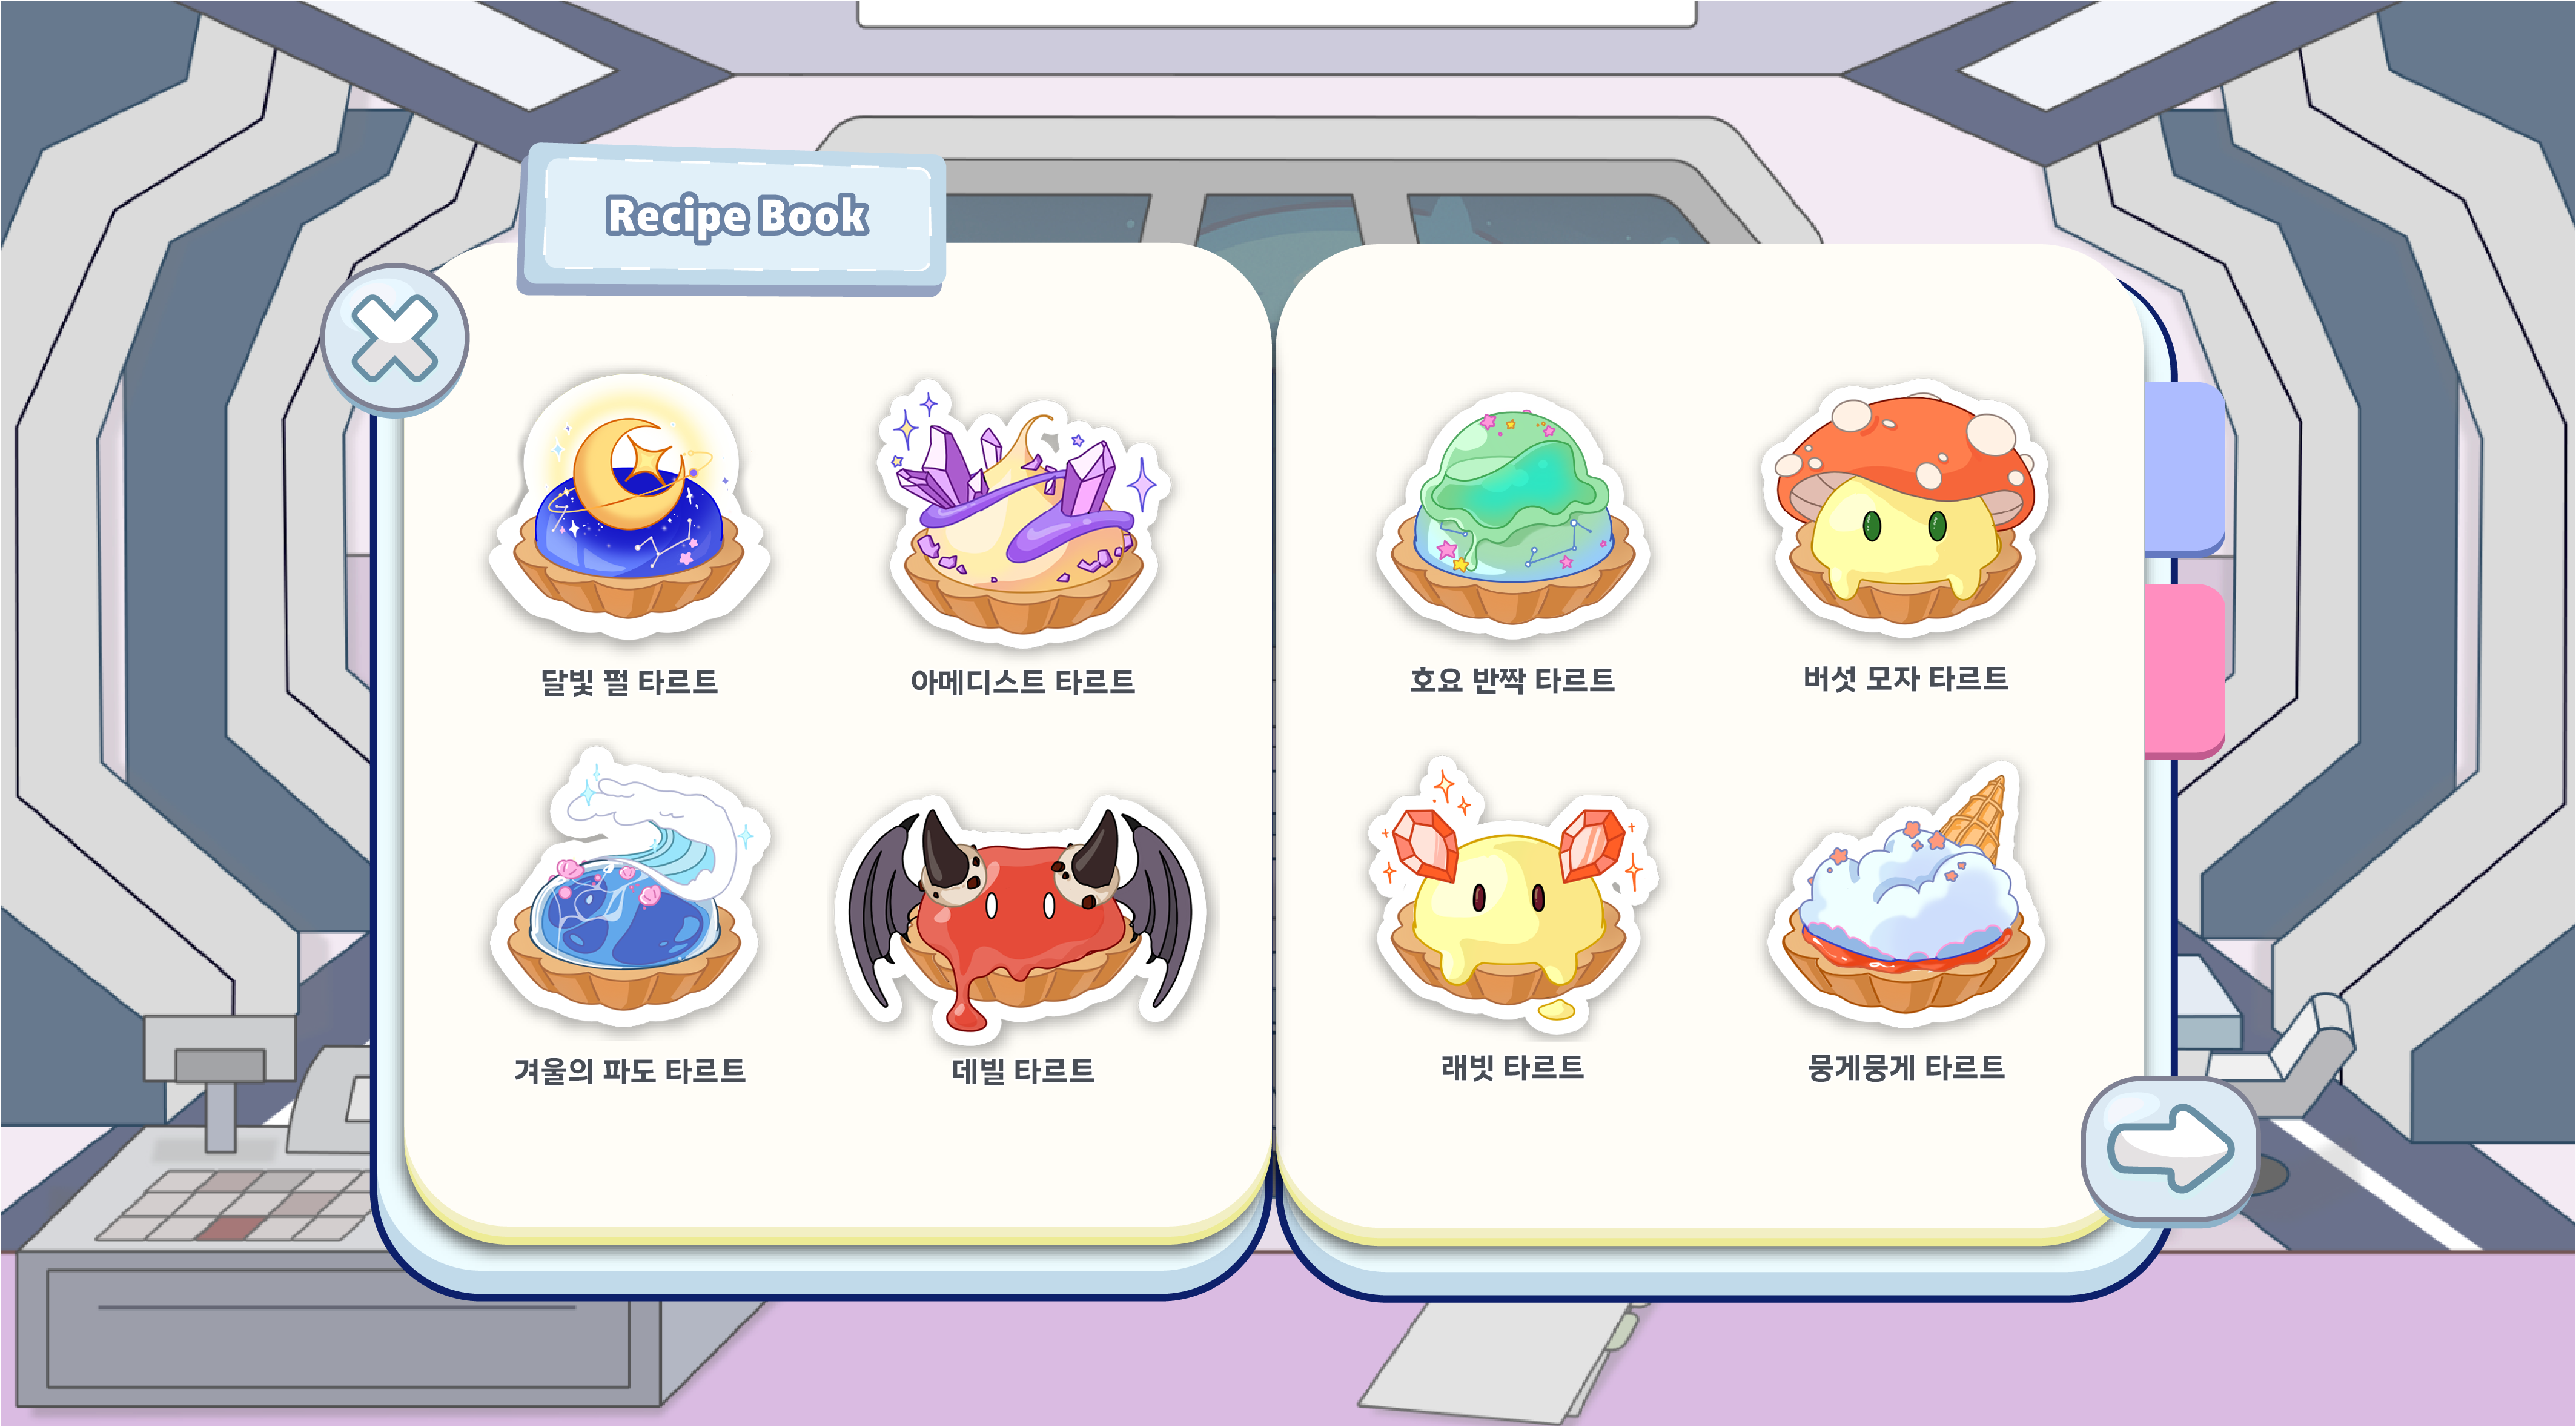 Recipe Book
달빛 펄 타르트
아메디스트 타르트
겨울의 파도 타르트
데빌 타르트
호요 반짝 타르트
버섯 모자 타르트
래빗 타르트
뭉게뭉게 타르트